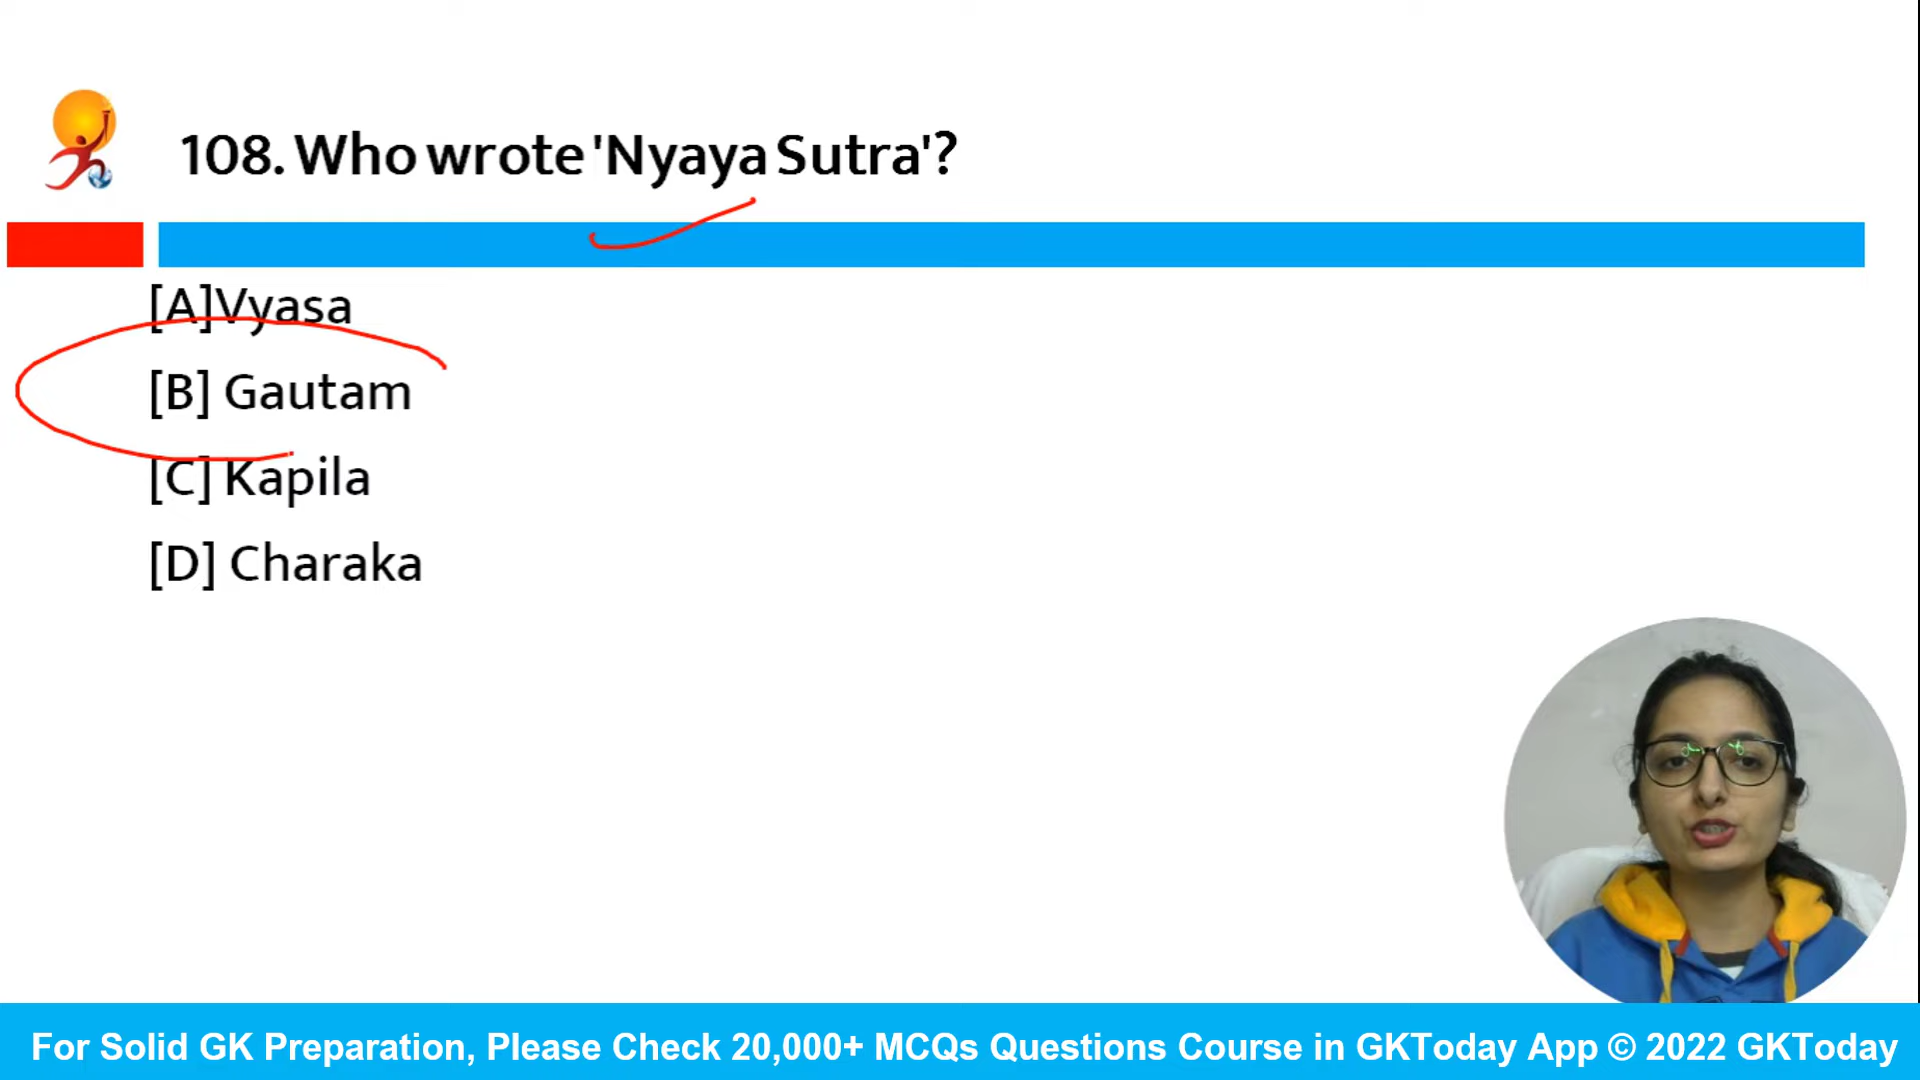 108. Who wrote 'Nyaya Sutra'?
[A]Vyasa
[B] Gautam
[C] Kapila
[D] Charaka
For Solid GK Preparation, Please Check 20,000+ MCQs Questions Course in GKToday App © 2022 GKToday